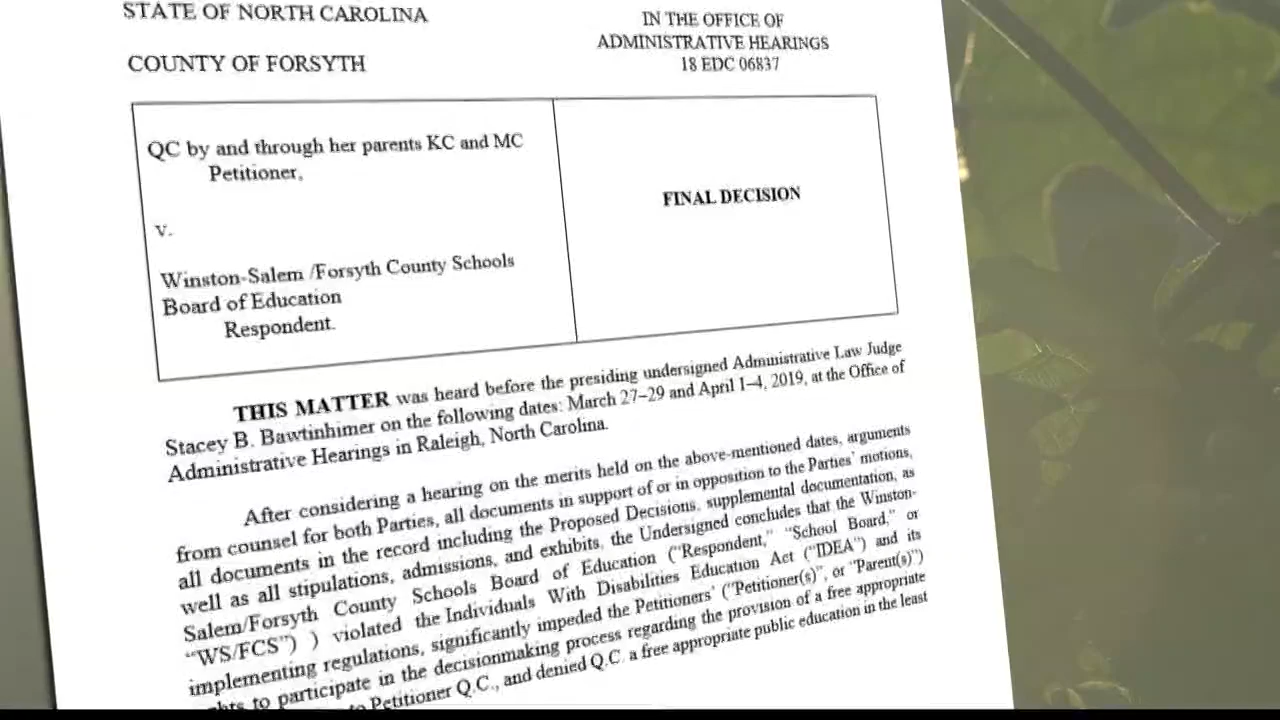 STATE OF NORTH CAROLINA
COUNTY OF FORSYTH
IN THE OFFICE OF
ADMINISTRATIVE HEARINGS
18 EDC 06837
QC by and through her parents KC and MC
Petitioner,
v.
Winston-Salem /Forsyth County Schools
Board of Education
Respondent.
FINAL DECISION
THIS MATTER was heard before the presiding undersigned Administrative Law Judge
Stacey B. Bawtinhimer on the following dates: March 27–29 and April 1–4, 2019, at the Office of
Administrative Hearings in Raleigh, North Carolina.
After considering a hearing on the merits held on the above-mentioned dates, arguments
from counsel for both Parties, all documents in support of or in opposition to the Parties' motions,
all documents in the record including the Proposed Decisions, supplemental documentation, as
well as all stipulations, admissions, and exhibits, the Undersigned concludes that the Winston-
Salem/Forsyth County Schools Board of Education ("Respondent," "School Board," or
"WS/FCS") ) violated the Individuals With Disabilities Education Act ("IDEA") and its
implementing regulations, significantly impeded the Petitioners' ("Petitioner(s)", or "Parent(s)")
to participate in the decisionmaking process regarding the provision of a free appropriate
Petitioner Q.C., and denied Q.C. a free appropriate public education in the least